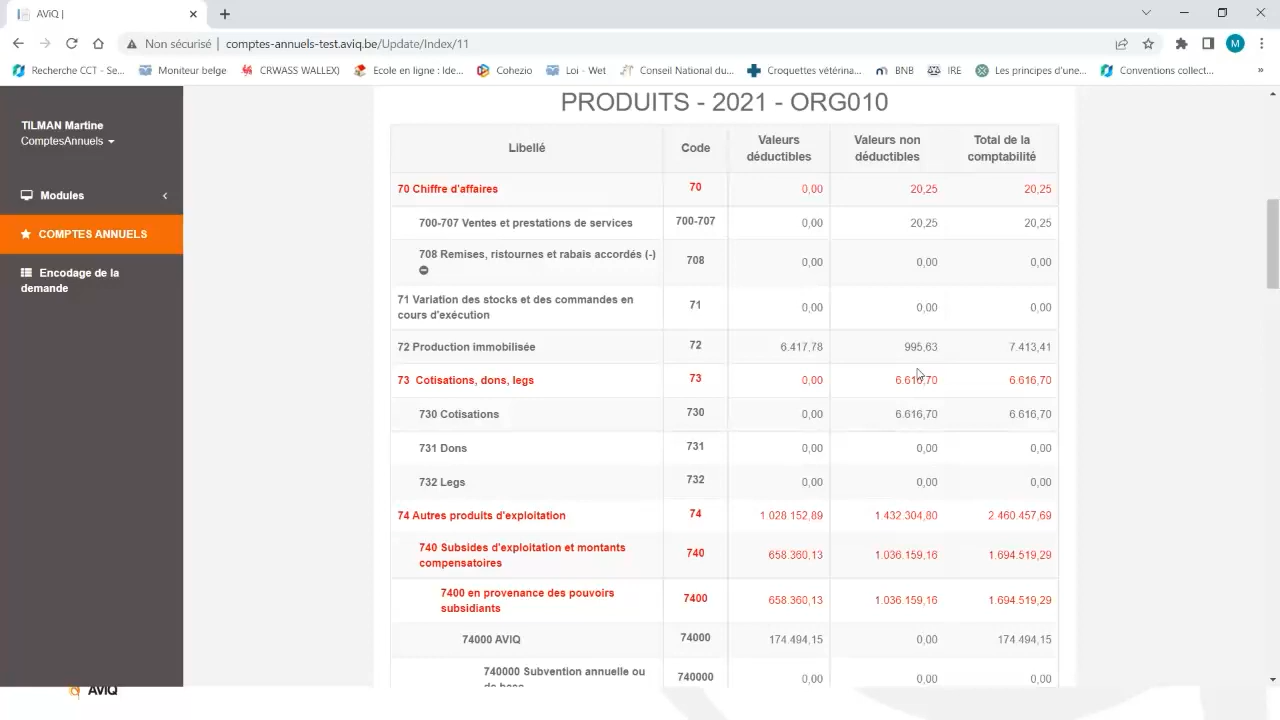 AViQ |
Non sécurisé
comptes-annuels-test.aviq.be/Update/Index/11
M
Recherche CCT - Se...
Moniteur belge
CRWASS WALLEX)
Ecole en ligne : Ide...
Cohezio
Loi - Wet
Conseil National du...
Croquettes vétérina...
BNB
IRE
Les principes d'une...
Conventions collect...
»
TILMAN Martine
ComptesAnnuels
Modules
COMPTES ANNUELS
Encodage de la
demande
PRODUITS - 2021 - ORG010
Libellé Code Valeurs déductibles Valeurs non déductibles Total de la comptabilité
70 Chiffre d'affaires 70 0,00 20,25 20,25
700-707 Ventes et prestations de services 700-707 0,00 20,25 20,25
708 Remises, ristournes et rabais accordés (-) 708 0,00 0,00 0,00
71 Variation des stocks et des commandes en
cours d'exécution 71 0,00 0,00 0,00
72 Production immobilisée 72 6.417,78 995,63 7.413,41
73 Cotisations, dons, legs 73 0,00 6.616,70 6.616,70
730 Cotisations 730 0,00 6.616,70 6.616,70
731 Dons 731 0,00 0,00 0,00
732 Legs 732 0,00 0,00 0,00
74 Autres produits d'exploitation 74 1.028.152,89 1.432.304,80 2.460.457,69
740 Subsides d'exploitation et montants
compensatoires 740 658.360,13 1.036.159,16 1.694.519,29
7400 en provenance des pouvoirs
subsidiants 7400 658.360,13 1.036.159,16 1.694.519,29
74000 AVIQ 74000 174.494,15 0,00 174.494,15
740000 Subvention annuelle ou
de base 740000 0,00 0,00 0,00
AVIQ